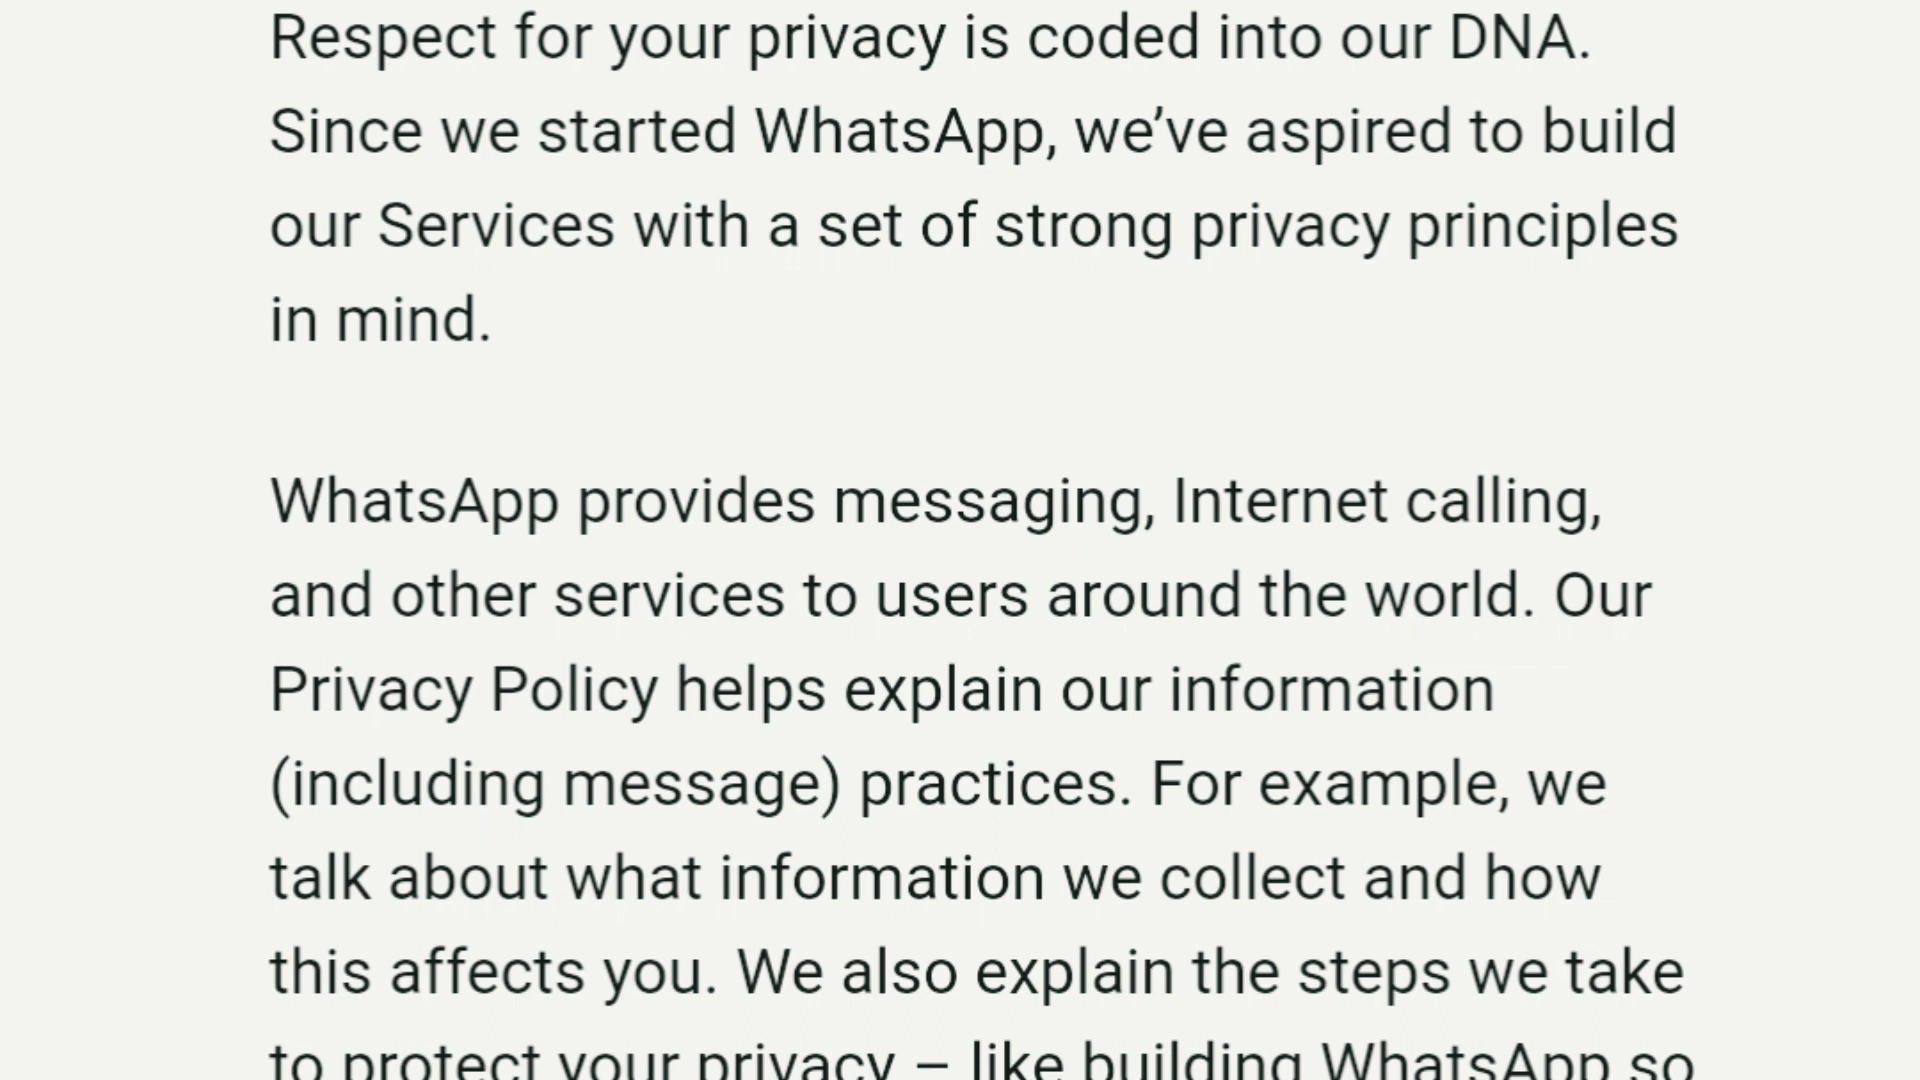 Respect for your privacy is coded into our DNA.
Since we started WhatsApp, we’ve aspired to build
our Services with a set of strong privacy principles
in mind.
WhatsApp provides messaging, Internet calling,
and other services to users around the world. Our
Privacy Policy helps explain our information
(including message) practices. For example, we
talk about what information we collect and how
this affects you. We also explain the steps we take
to protect your privacy – like building WhatsApp so